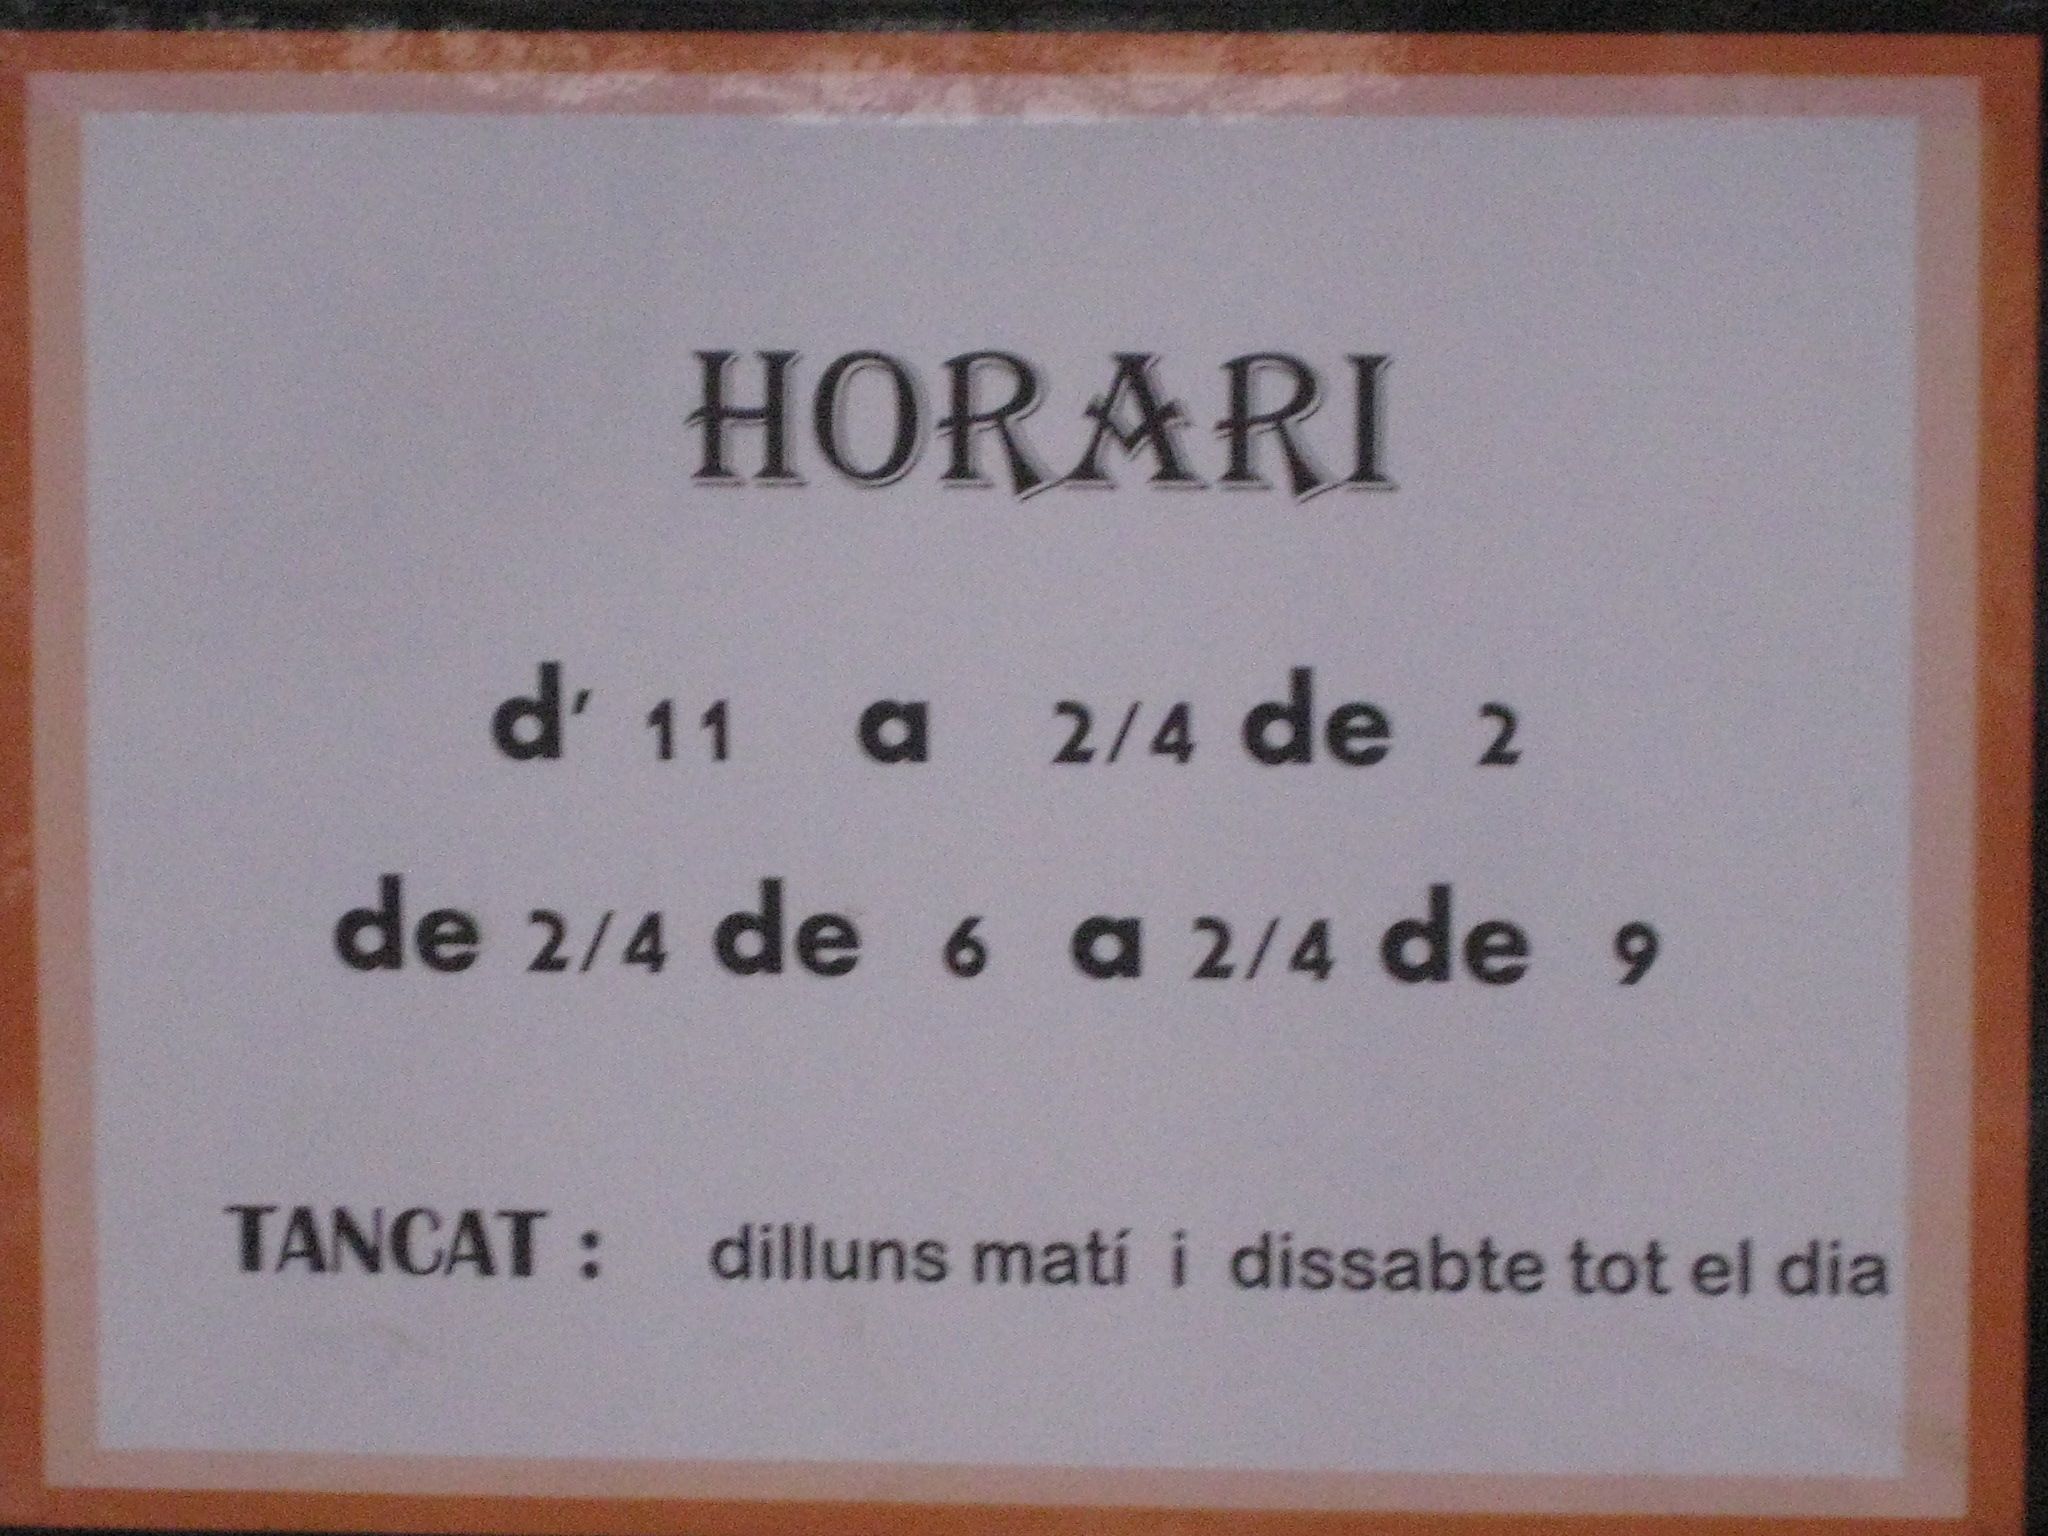 HORARI
d' 11 a 2/4 de 2
de 2/4 de 6 a 2/4 de 9
TANCAT : dilluns matí i dissabte tot el dia